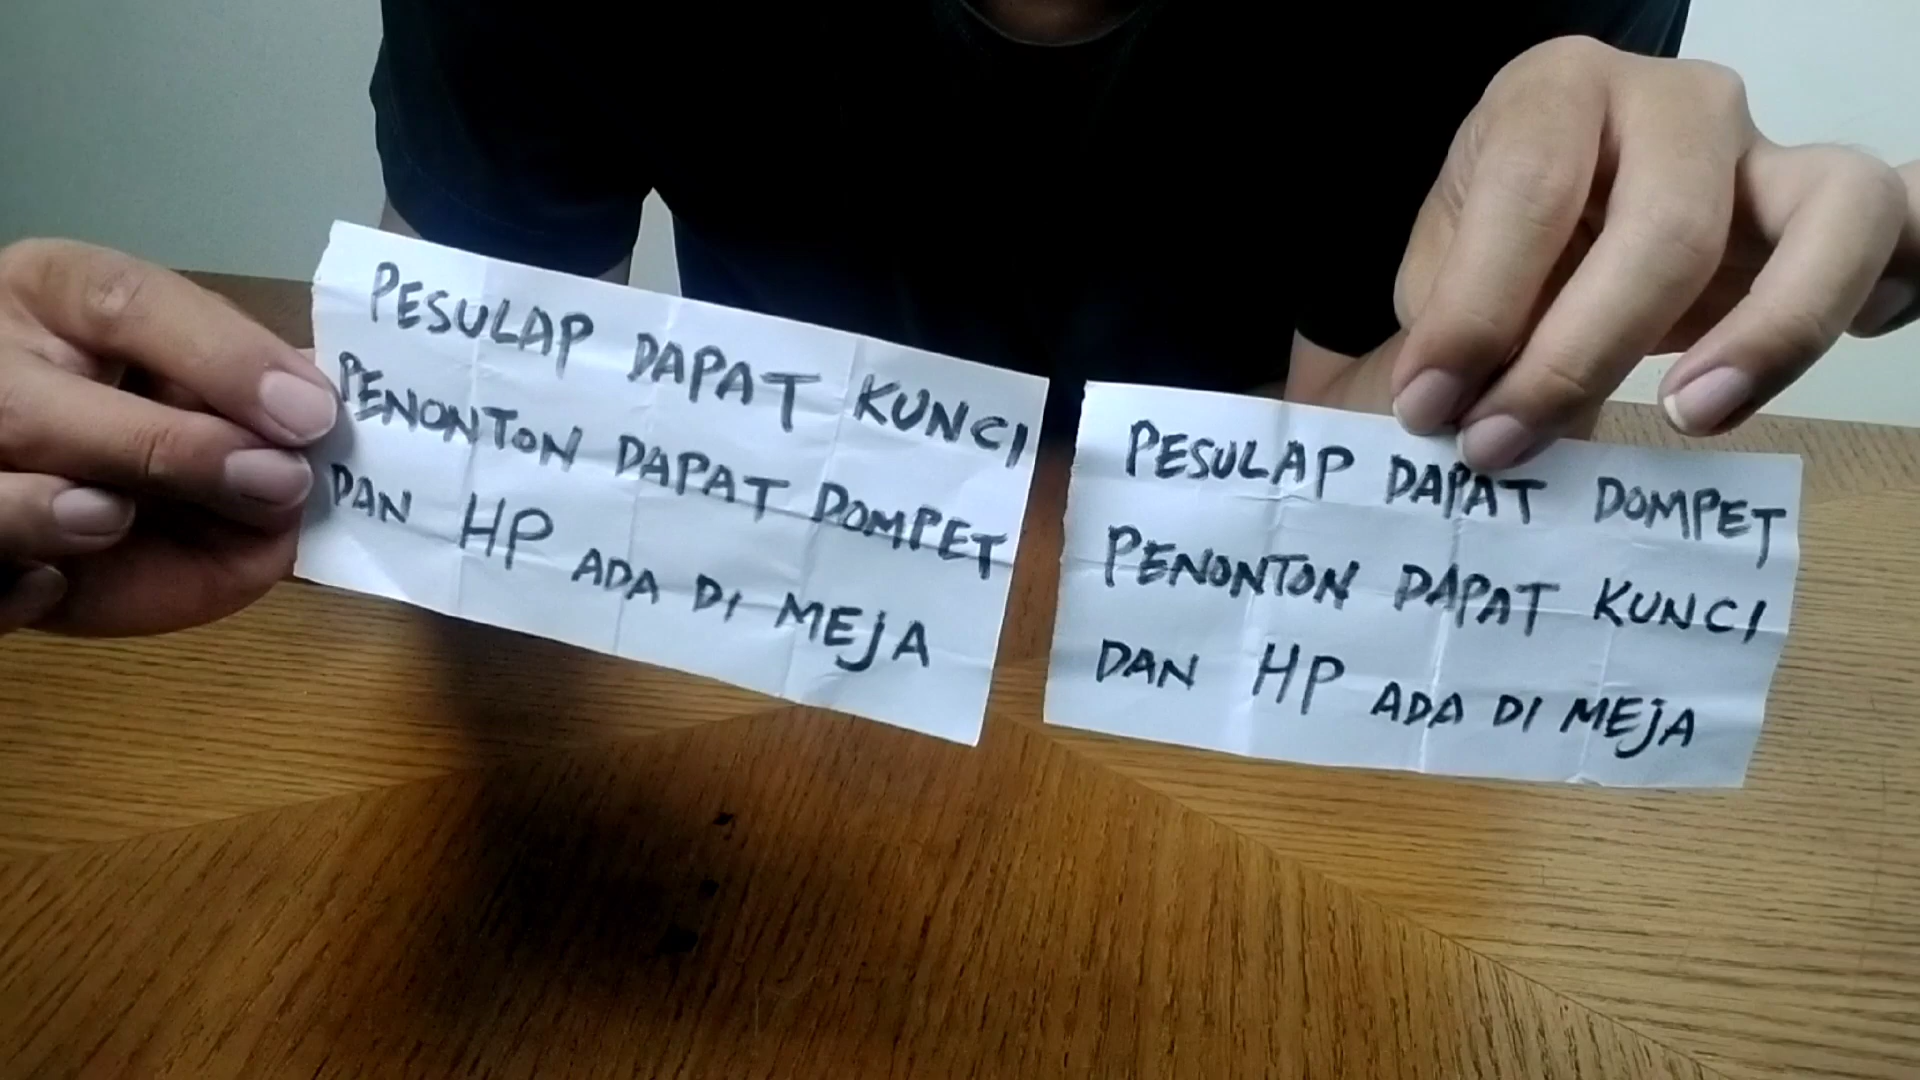 PESULAP DAPAT KUNCI
PENONTON DAPAT DOMPET
DAN HP ADA DI MEJA
PESULAP DAPAT DOMPET
PENONTON DAPAT KUNCI
DAN HP ADA DI MEJA